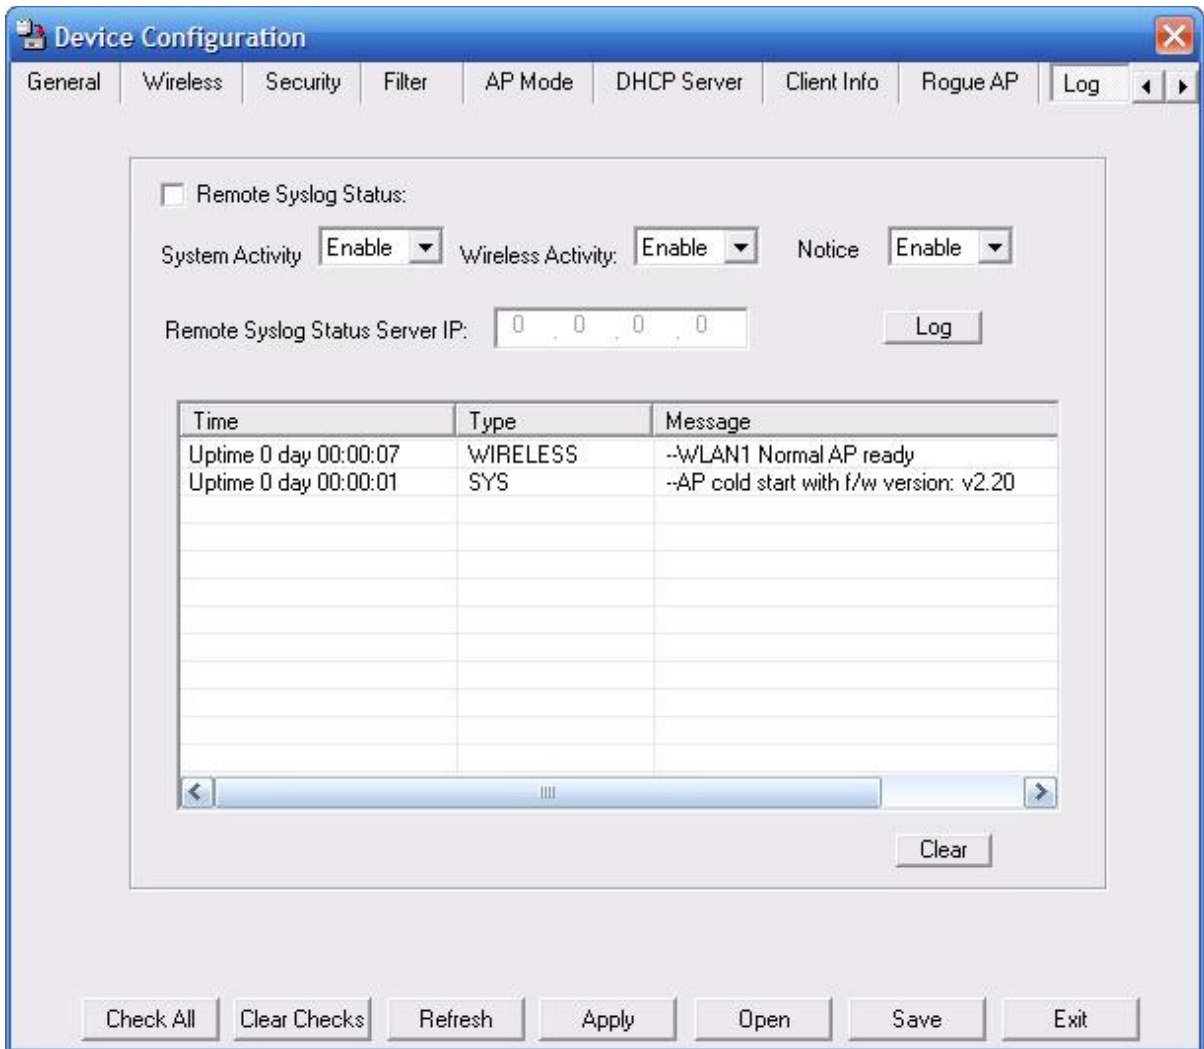 Device Configuration
General Wireless Security Filter AP Mode DHCP Server Client Info Rogue AP Log
Remote Syslog Status:
System Activity Enable Wireless Activity: Enable Notice Enable
Remote Syslog Status Server IP: 0 . 0 . 0 . 0 Log
Time Type Message
Uptime 0 day 00:00:07 WIRELESS --WLAN1 Normal AP ready
Uptime 0 day 00:00:01 SYS --AP cold start with f/w version: v2.20
Clear
Check All Clear Checks Refresh Apply Open Save Exit